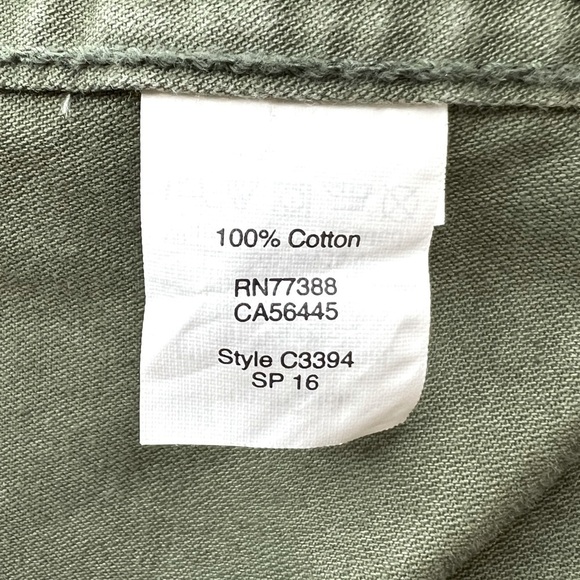 100% Cotton
RN77388
CA56445
Style C3394
SP 16